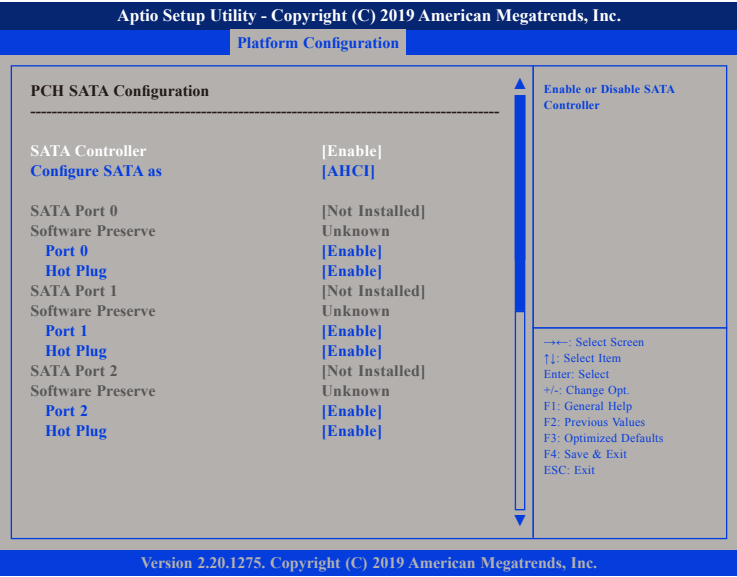 Aptio Setup Utility - Copyright (C) 2019 American Megatrends, Inc.
Platform Configuration
PCH SATA Configuration
SATA Controller [Enable]
Configure SATA as [AHCI]
SATA Port 0 [Not Installed]
Software Preserve Unknown
Port 0 [Enable]
Hot Plug [Enable]
SATA Port 1 [Not Installed]
Software Preserve Unknown
Port 1 [Enable]
Hot Plug [Enable]
SATA Port 2 [Not Installed]
Software Preserve Unknown
Port 2 [Enable]
Hot Plug [Enable]
Enable or Disable SATA
Controller
→←: Select Screen
↑↓: Select Item
Enter: Select
+/-: Change Opt.
F1: General Help
F2: Previous Values
F3: Optimized Defaults
F4: Save & Exit
ESC: Exit
Version 2.20.1275. Copyright (C) 2019 American Megatrends, Inc.